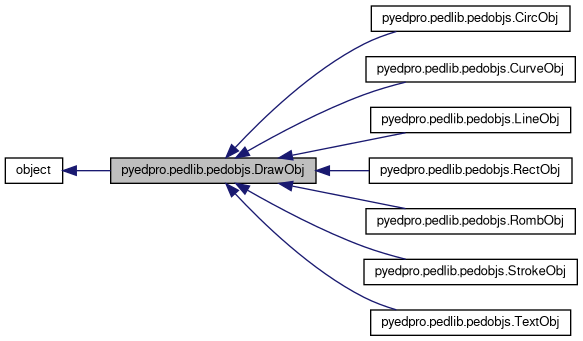 object
pyedpro.pedlib.pedobjs.DrawObj
pyedpro.pedlib.pedobjs.CircObj
pyedpro.pedlib.pedobjs.CurveObj
pyedpro.pedlib.pedobjs.LineObj
pyedpro.pedlib.pedobjs.RectObj
pyedpro.pedlib.pedobjs.RombObj
pyedpro.pedlib.pedobjs.StrokeObj
pyedpro.pedlib.pedobjs.TextObj